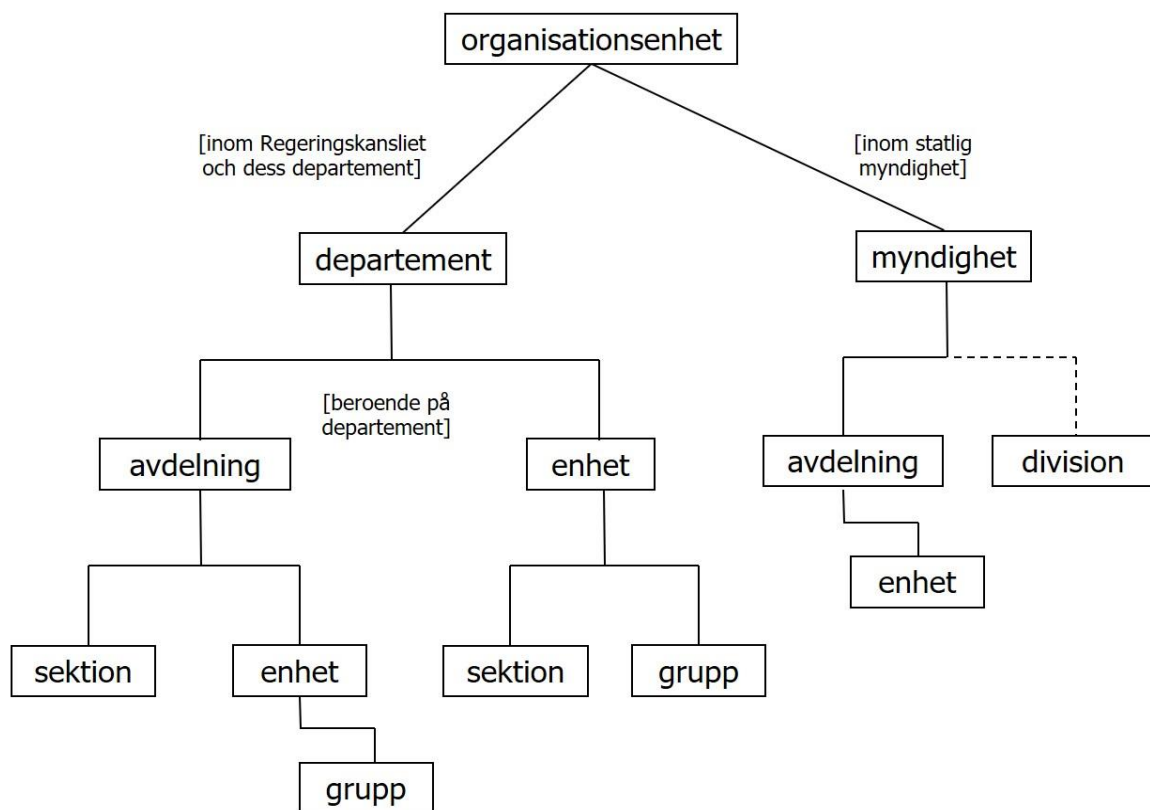 organisationsenhet
[inom Regeringskansliet
och dess departement]
[inom statlig
myndighet]
departement
myndighet
[beroende på
departement]
avdelning
enhet
avdelning
division
enhet
sektion
enhet
sektion
grupp
grupp